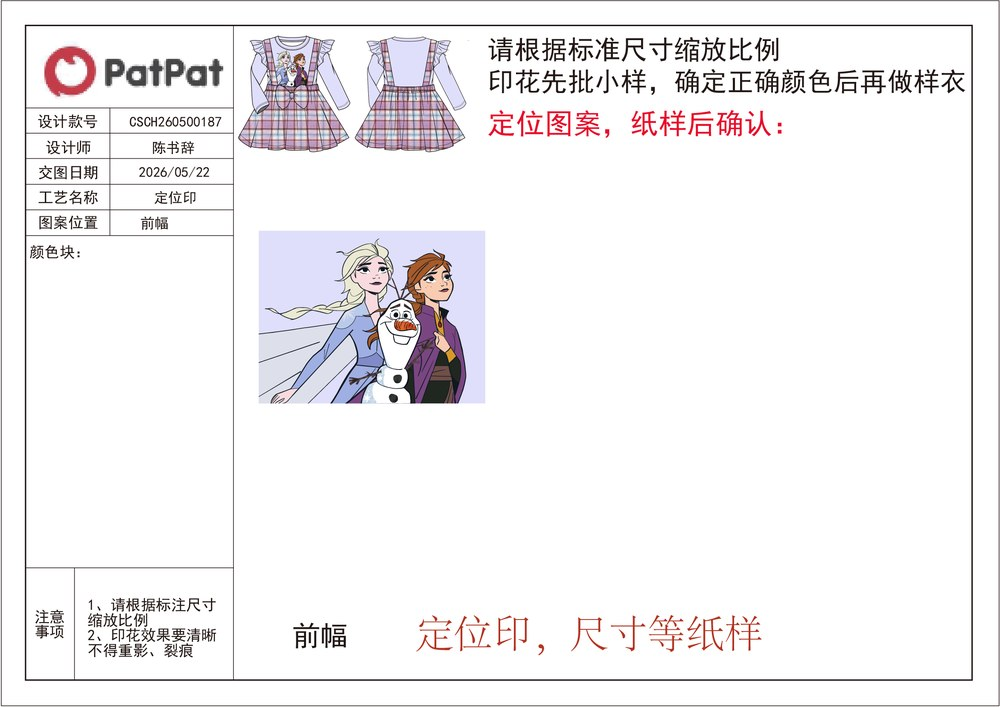 PatPat
设计款号 CSCH260500187
设计师 陈书辞
交图日期 2026/05/22
工艺名称 定位印
图案位置 前幅
颜色块：
请根据标准尺寸缩放比例
印花先批小样，确定正确颜色后再做样衣
定位图案，纸样后确认：
注意
事项
1、请根据标注尺寸
缩放比例
2、印花效果要清晰
不得重影、裂痕
前幅
定位印，尺寸等纸样